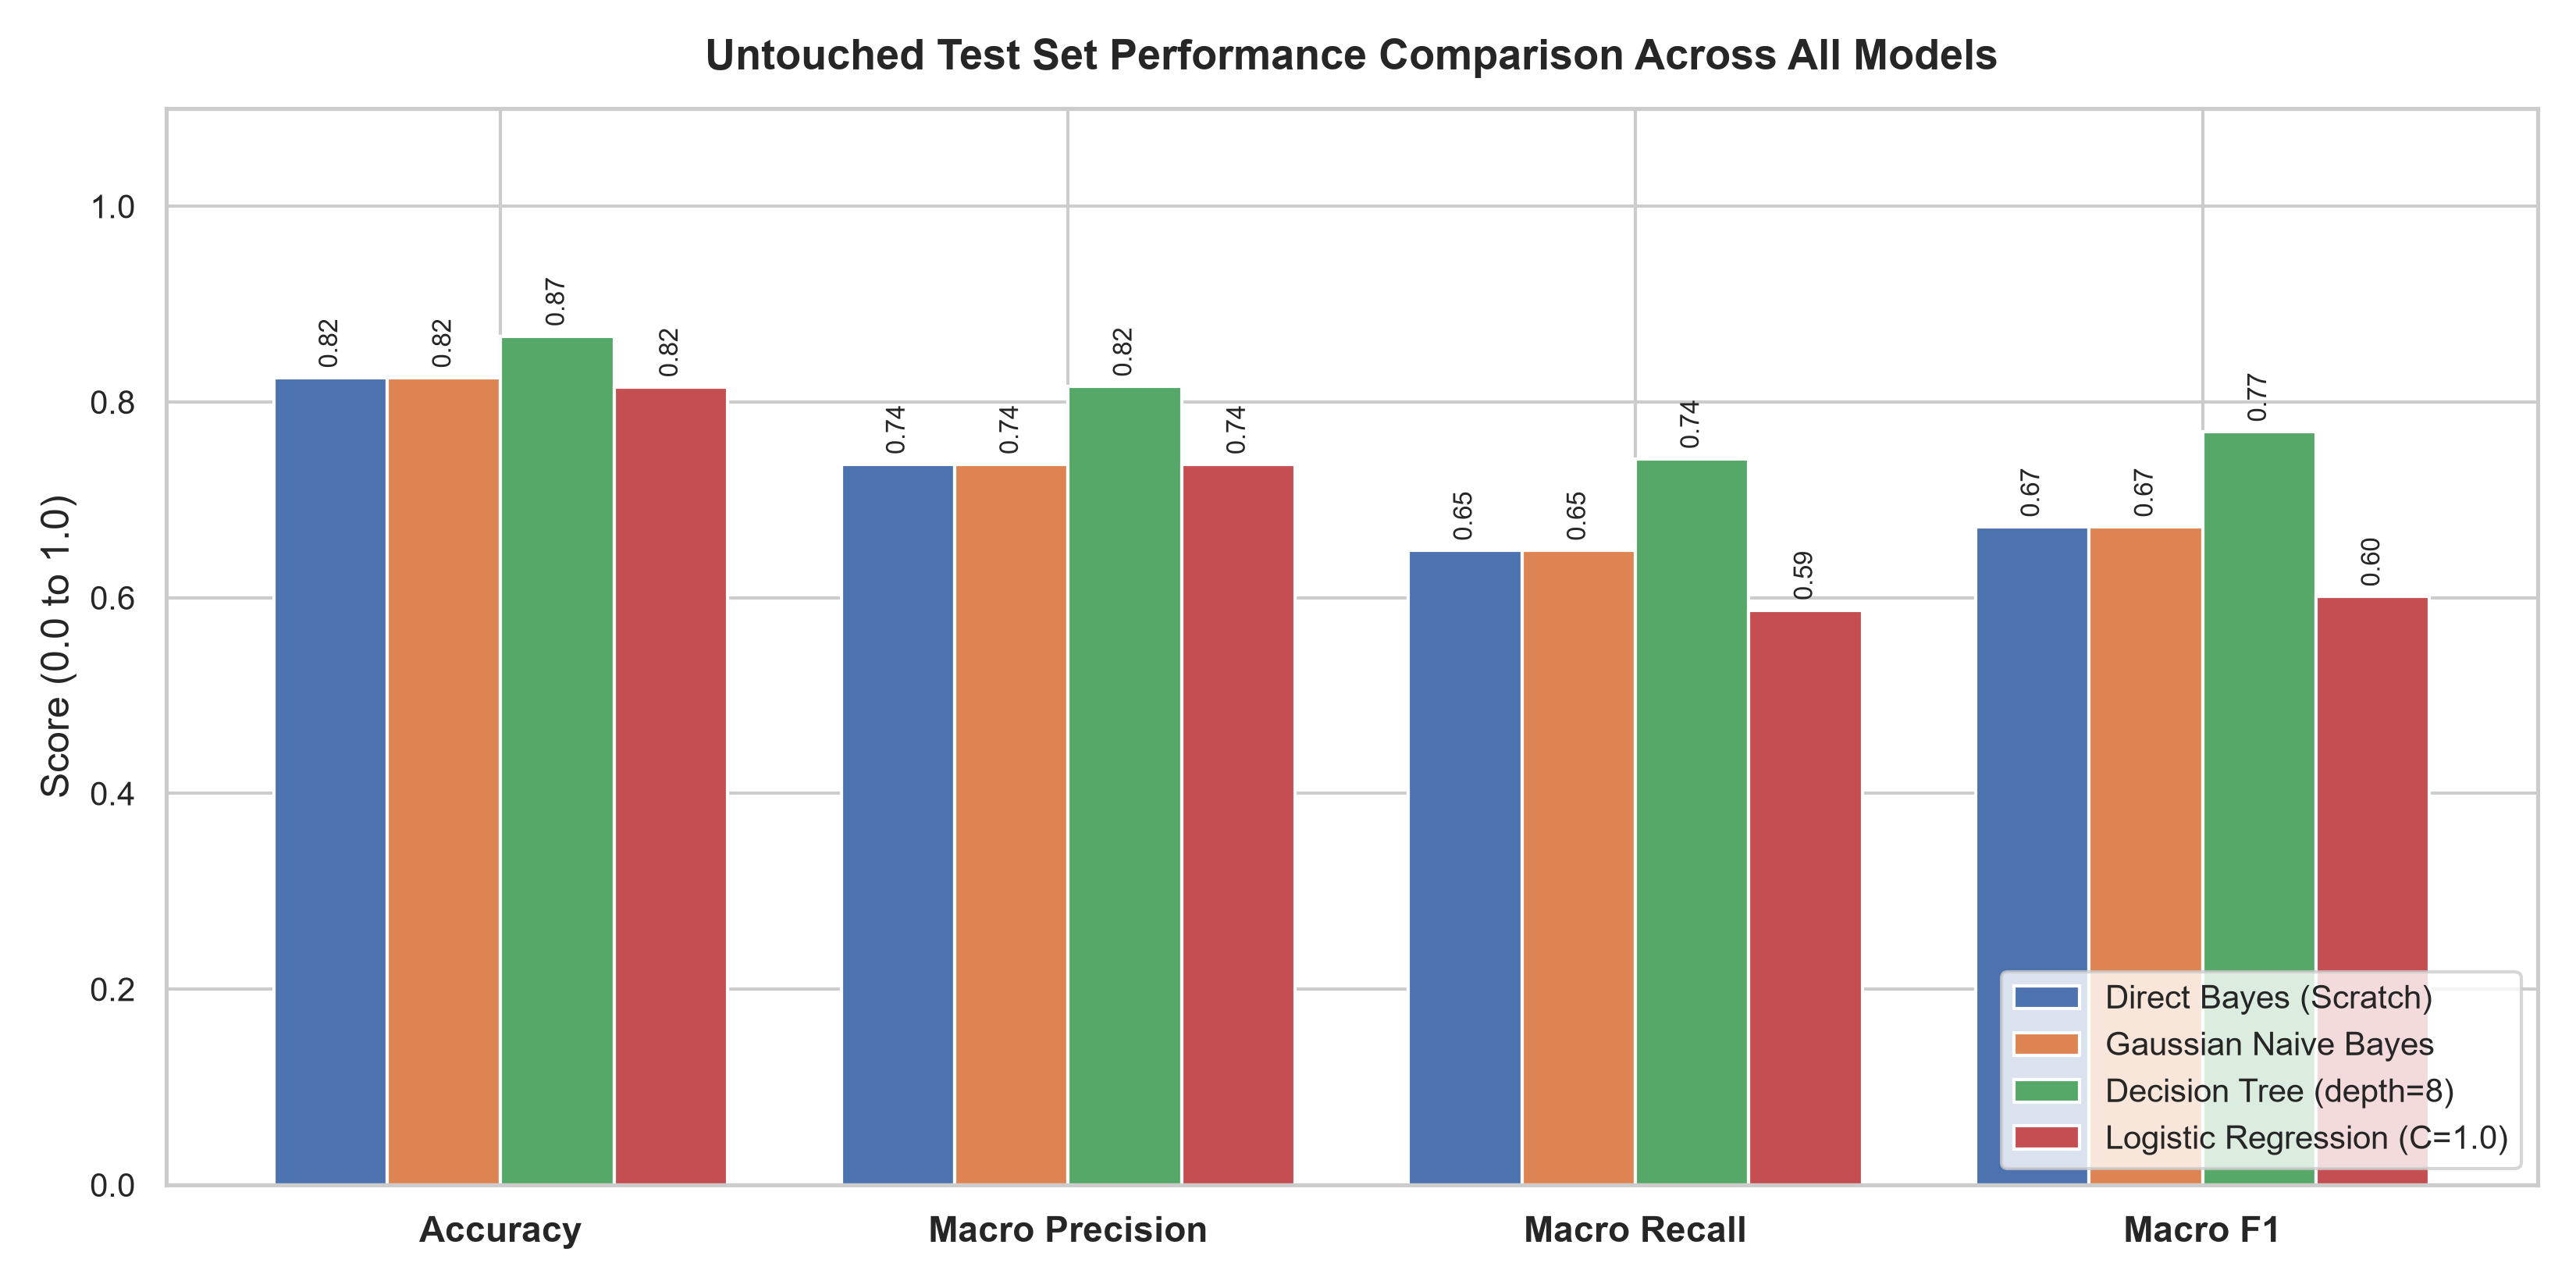 Untouched Test Set Performance Comparison Across All Models
Score (0.0 to 1.0)
1.0
0.8
0.6
0.4
0.2
0.0
0.82
0.82
0.87
0.82
0.74
0.74
0.82
0.74
0.65
0.65
0.74
0.59
0.67
0.67
0.77
0.60
Accuracy
Macro Precision
Macro Recall
Macro F1
Direct Bayes (Scratch)
Gaussian Naive Bayes
Decision Tree (depth=8)
Logistic Regression (C=1.0)